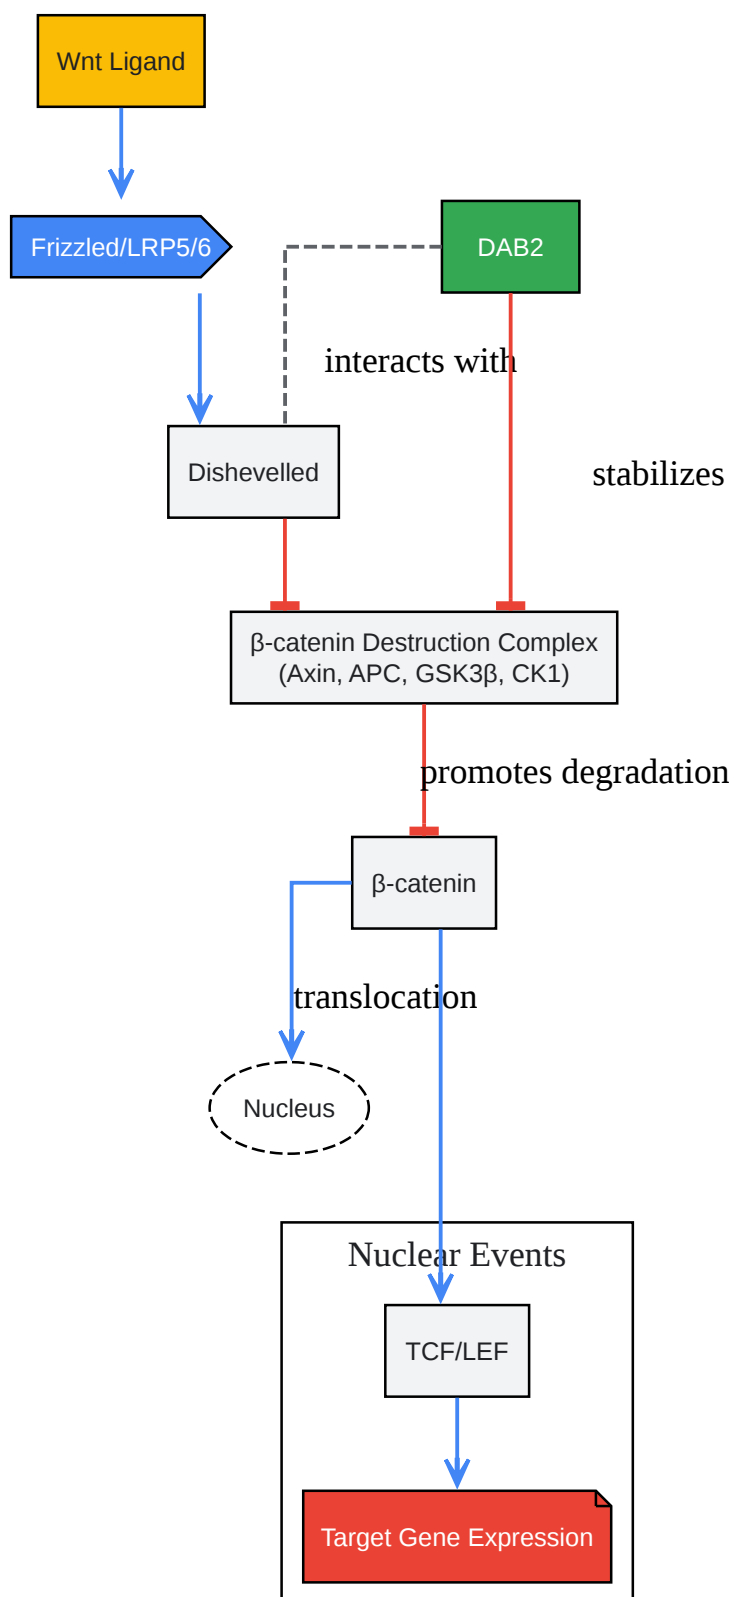 Wnt Ligand
Frizzled/LRP5/6
DAB2
interacts with
Dishevelled
stabilizes
β-catenin Destruction Complex
(Axin, APC, GSK3β, CK1)
promotes degradation
β-catenin
translocation
Nucleus
Nuclear Events
TCF/LEF
Target Gene Expression